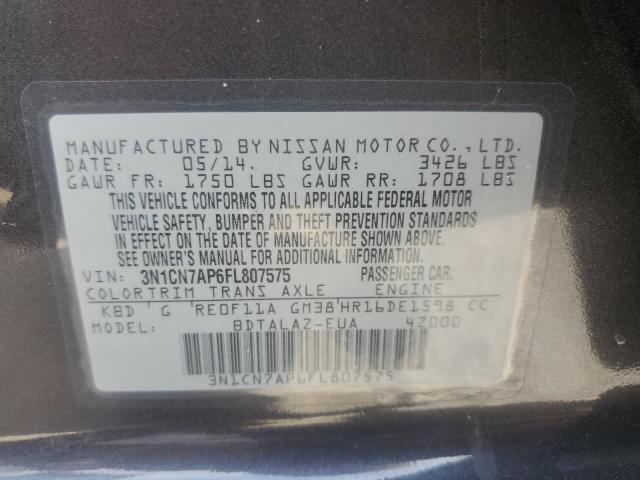 MANUFACTURED BY NISSAN MOTOR CO., LTD.
DATE: 05/14. GVWR: 3426 LBS
GAWR FR: 1750 LBS GAWR RR: 1708 LBS
THIS VEHICLE CONFORMS TO ALL APPLICABLE FEDERAL MOTOR
VEHICLE SAFETY, BUMPER AND THEFT PREVENTION STANDARDS
IN EFFECT ON THE DATE OF MANUFACTURE SHOWN ABOVE.
SEE OWNER'S MANUAL FOR ADDITIONAL INFORMATION.
VIN: 3N1CN7AP6FL807575 PASSENGER CAR.
COLOR TRIM TRANS AXLE ENGINE
KBD G RE0F11A GM38 HR16DE1598 CC
MODEL: BDTALAZ-EUA 4Z000
3N1CN7AP6FL807575